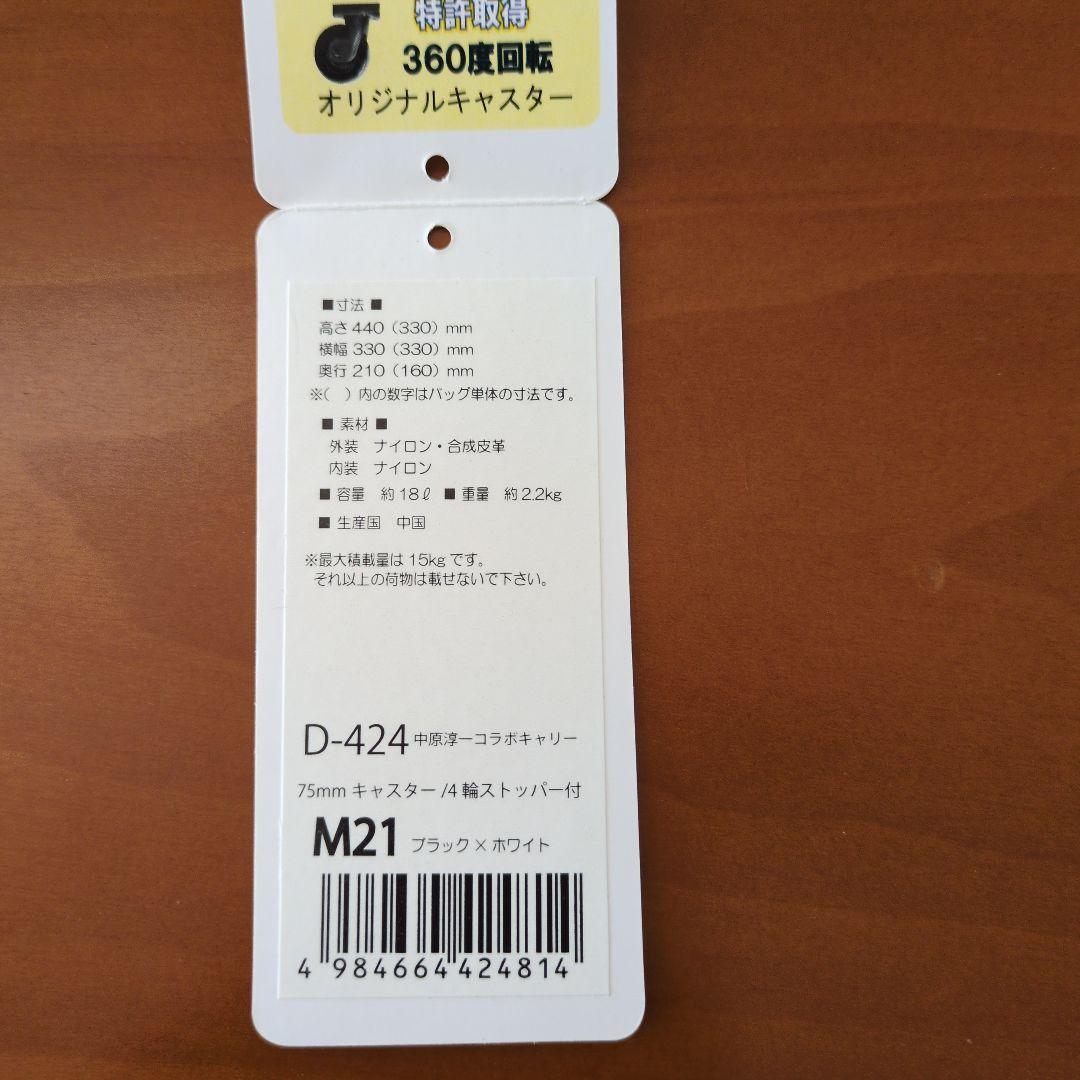 特許取得
360度回転
オリジナルキャスター
■寸法■
高さ440（330）mm
横幅 330（330）mm
奥行 210（160）mm
※(　) 内の数字はバッグ単体の寸法です。
■ 素材 ■
外装　ナイロン・合成皮革
内装　ナイロン
■ 容量　約18ℓ ■ 重量　約2.2kg
■ 生産国　中国
※最大積載量は 15kg です。
それ以上の荷物は載せないで下さい。
D-424 中原淳一コラボキャリー
75mm キャスター /4 輪ストッパー付
M21 ブラック×ホワイト
4 984664 424814